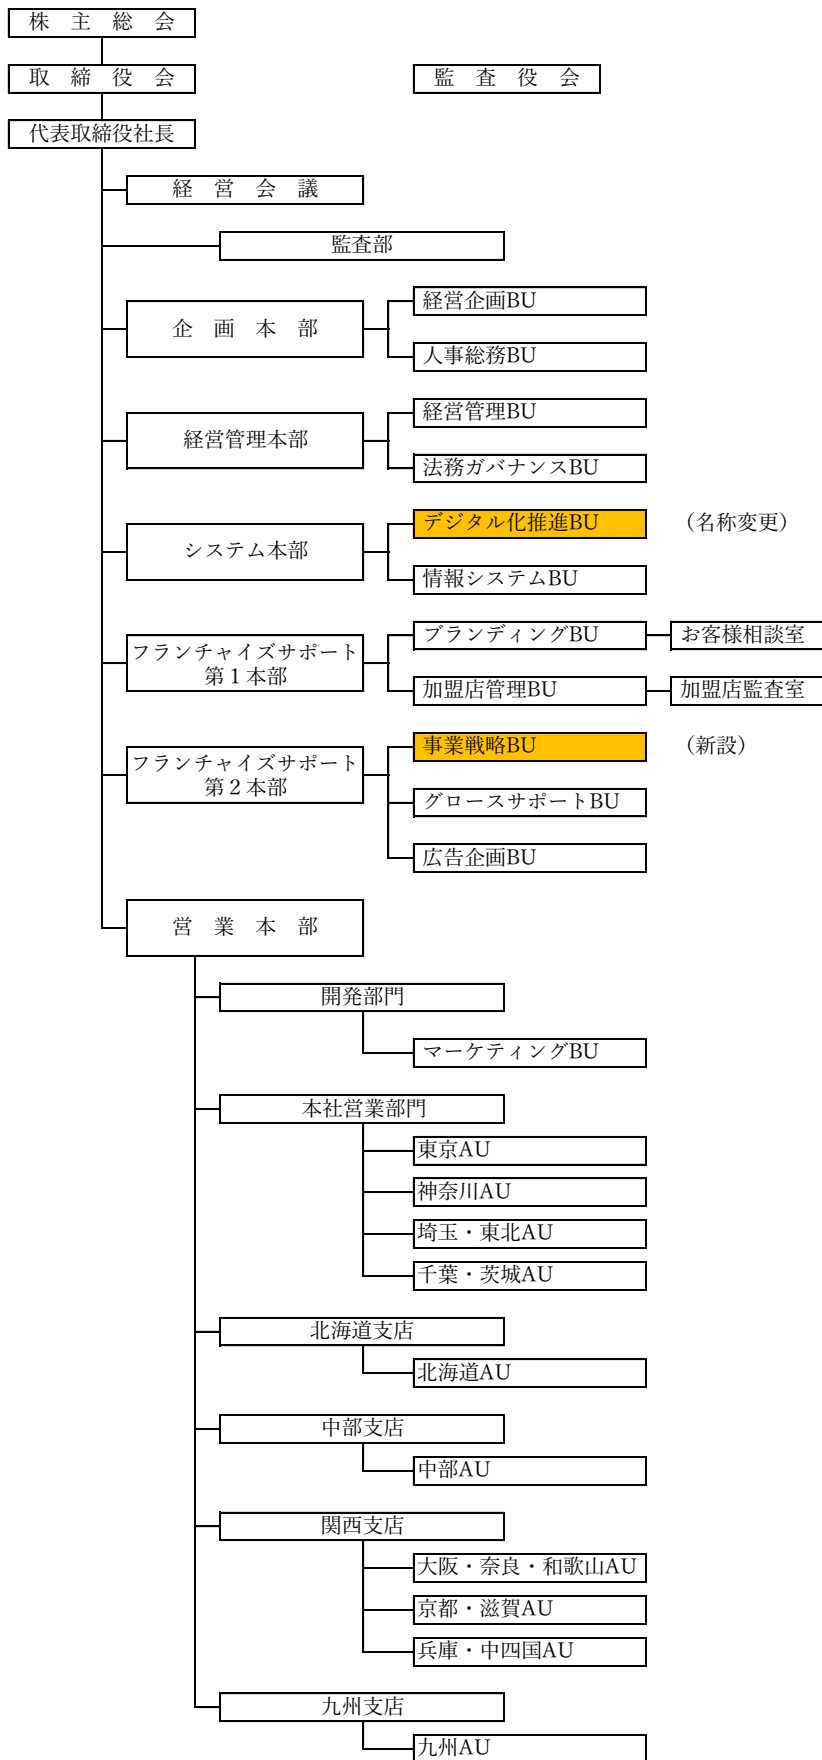 株　主　総　会
取　締　役　会
監　査　役　会
代表取締役社長
経　営　会　議
監査部
企　画　本　部
経営企画BU
人事総務BU
経営管理本部
経営管理BU
法務ガバナンスBU
システム本部
デジタル化推進BU
（名称変更）
情報システムBU
フランチャイズサポート
第１本部
ブランディングBU
お客様相談室
加盟店管理BU
加盟店監査室
フランチャイズサポート
第２本部
事業戦略BU
（新設）
グロースサポートBU
広告企画BU
営　業　本　部
開発部門
マーケティングBU
本社営業部門
東京AU
神奈川AU
埼玉・東北AU
千葉・茨城AU
北海道支店
北海道AU
中部支店
中部AU
関西支店
大阪・奈良・和歌山AU
京都・滋賀AU
兵庫・中四国AU
九州支店
九州AU